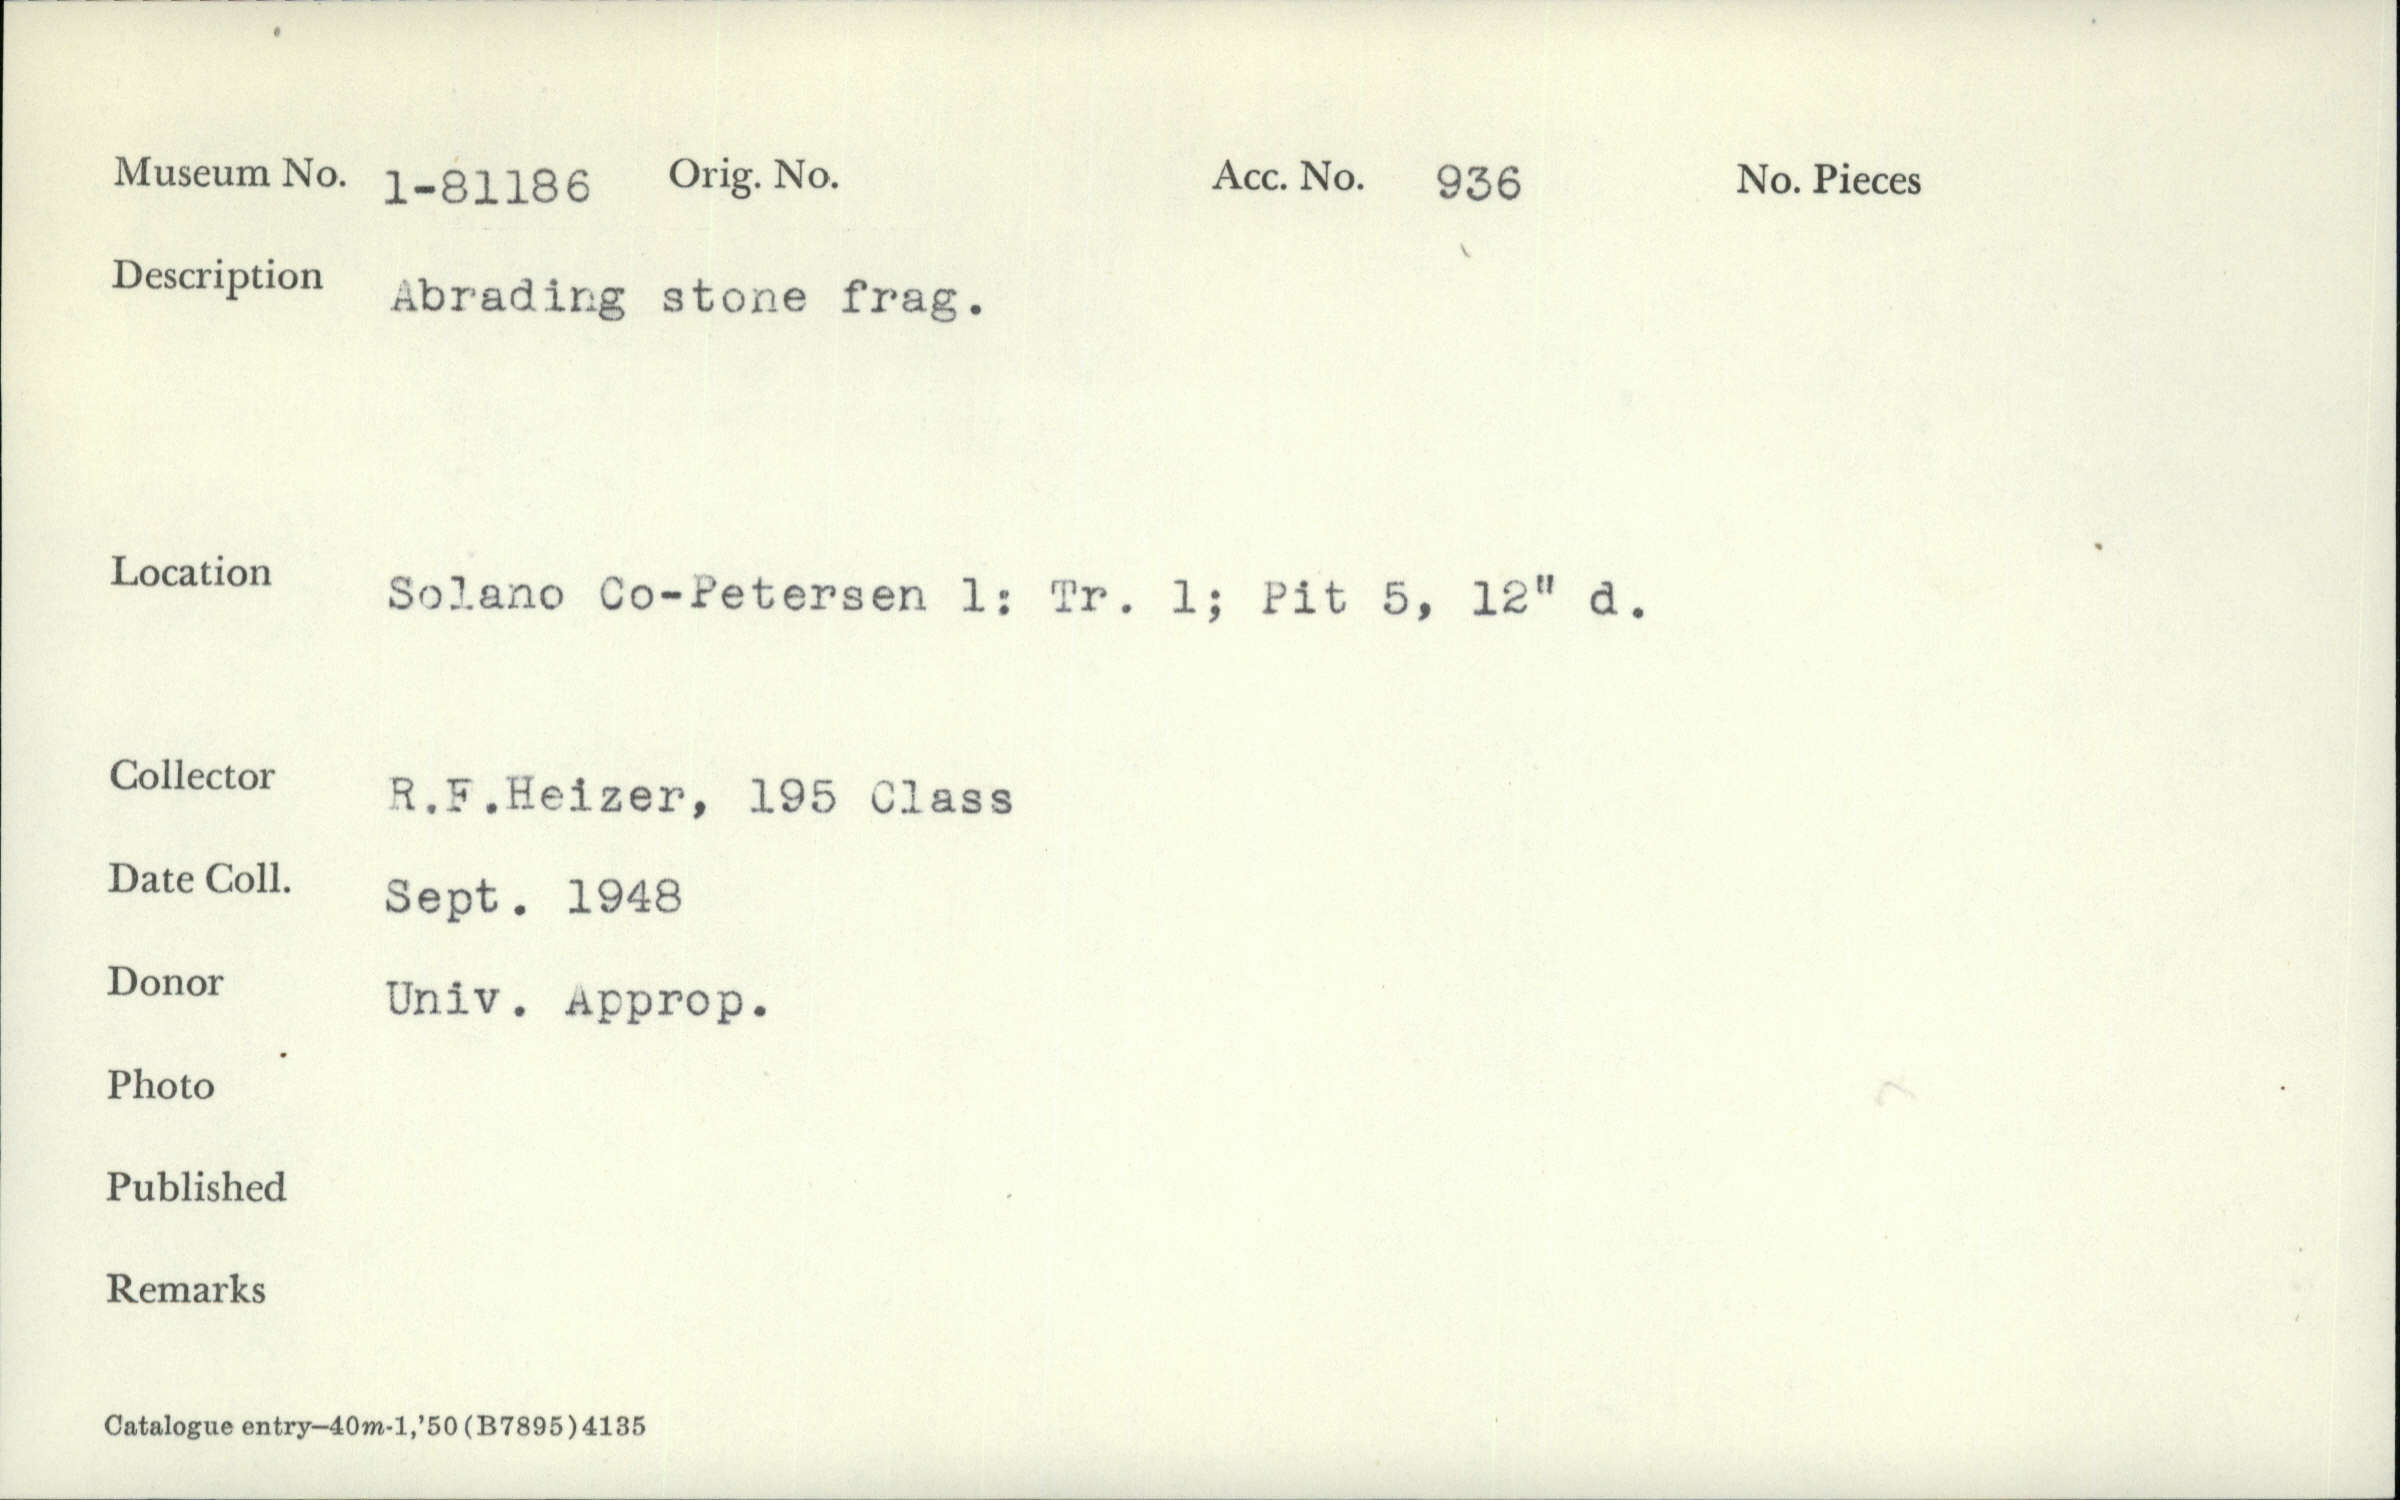 Museum No. 1-81186 Orig. No. Acc. No. 936 No. Pieces
Description Abrading stone frag.
Location Solano Co-Petersen 1: Tr. 1; Pit 5, 12" d.
Collector R.F.Heizer, 195 Class
Date Coll. Sept. 1948
Donor Univ. Approp.
Photo
Published
Remarks
Catalogue entry—40m-1,'50(B7895)4135